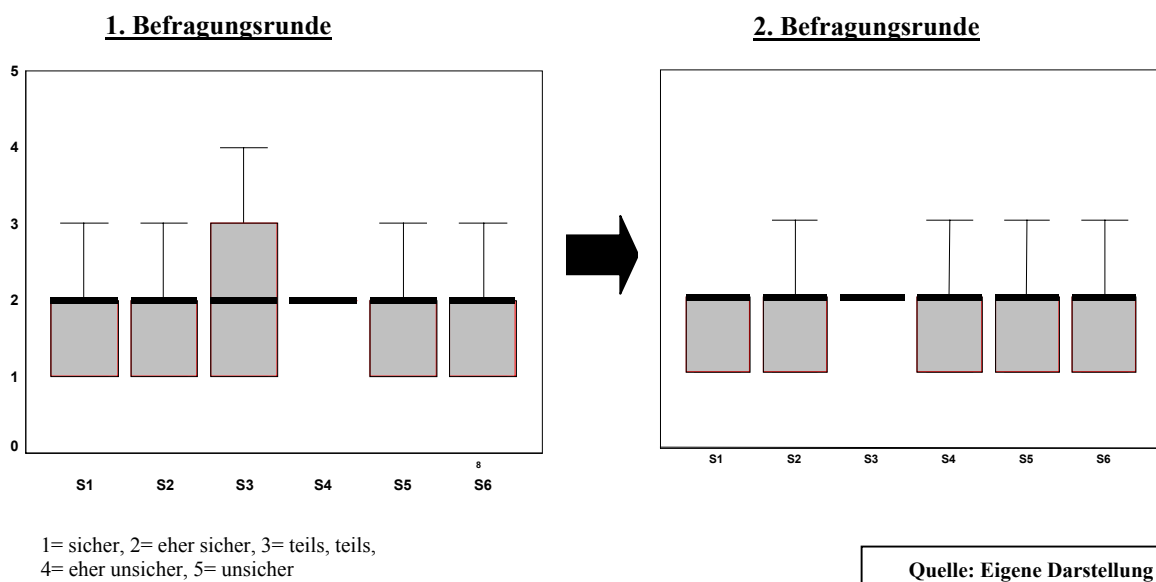 1. Befragungsrunde
2. Befragungsrunde
5
4
3
2
1
0
8
S1 S2 S3 S4 S5 S6
S1 S2 S3 S4 S5 S6
1= sicher, 2= eher sicher, 3= teils, teils,
4= eher unsicher, 5= unsicher
Quelle: Eigene Darstellung